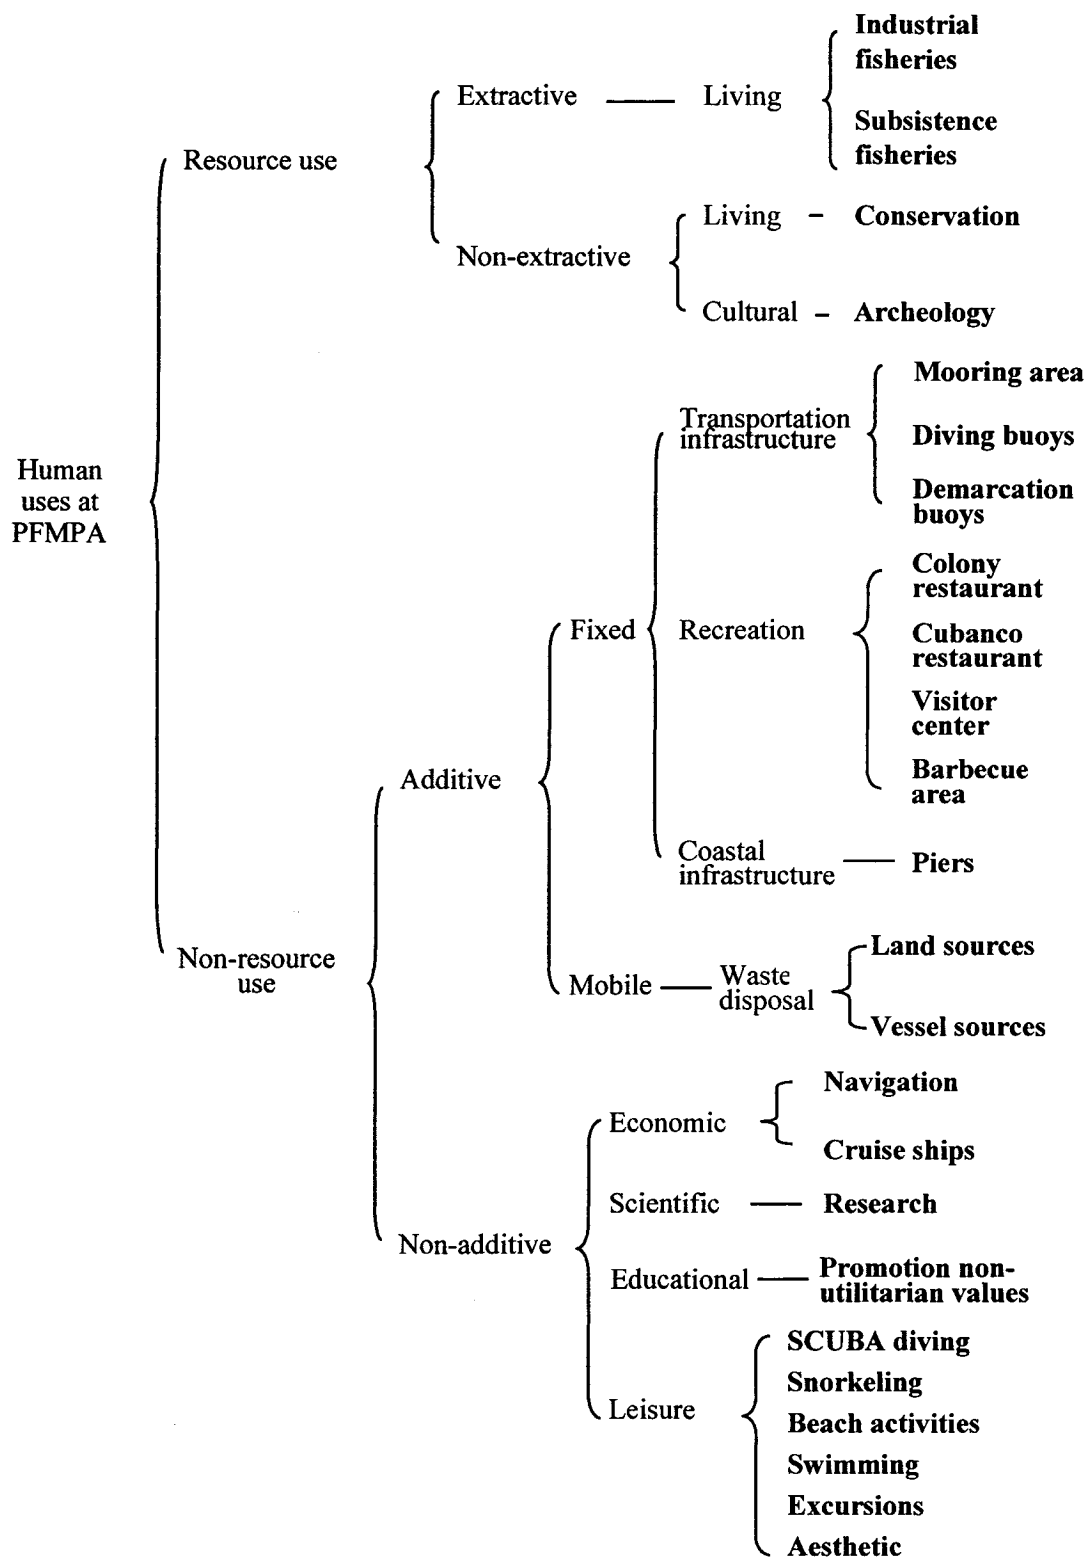 Industrial
fisheries
Extractive
Living
Subsistence
fisheries
Resource use
Living – Conservation
Non-extractive
Cultural – Archeology
Mooring area
Transportation
infrastructure
Diving buoys
Demarcation
buoys
Human
uses at
PFMPA
Colony
restaurant
Fixed
Recreation
Cubanco
restaurant
Visitor
center
Additive
Barbecue
area
Coastal
infrastructure
Piers
Non-resource
use
Land sources
Mobile
Waste
disposal
Vessel sources
Navigation
Economic
Cruise ships
Scientific
Research
Non-additive
Educational
Promotion non-
utilitarian values
SCUBA diving
Snorkeling
Leisure
Beach activities
Swimming
Excursions
Aesthetic